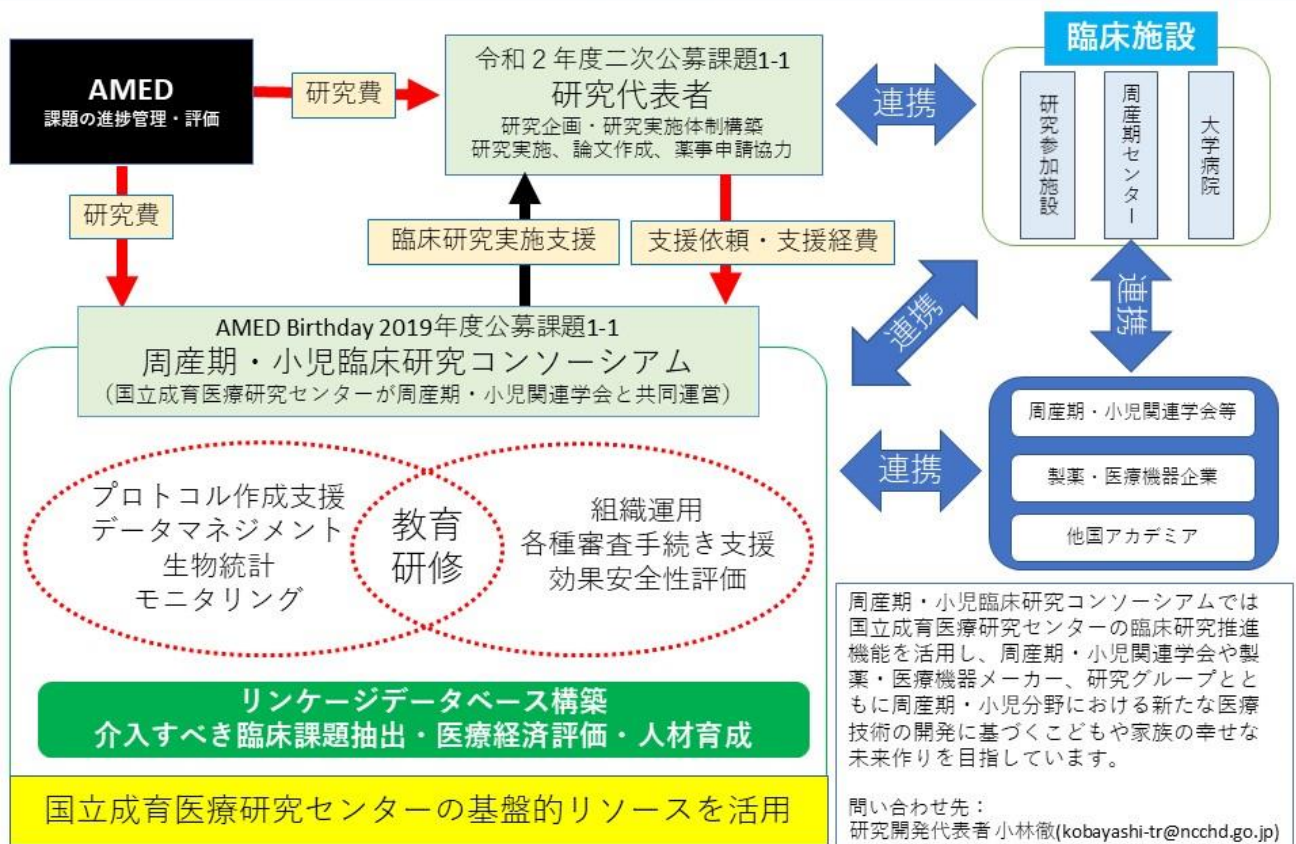 AMED
課題の進捗管理・評価
研究費
令和２年度二次公募課題1-1
研究代表者
研究企画・研究実施体制構築
研究実施、論文作成、薬事申請協力
連携
臨床施設
研究参加施設
周産期センター
大学病院
研究費
臨床研究実施支援
支援依頼・支援経費
連携
連携
AMED Birthday 2019年度公募課題1-1
周産期・小児臨床研究コンソーシアム
（国立成育医療研究センターが周産期・小児関連学会と共同運営）
連携
周産期・小児関連学会等
製薬・医療機器企業
他国アカデミア
プロトコル作成支援
データマネジメント
生物統計
モニタリング
教育
研修
組織運用
各種審査手続き支援
効果安全性評価
リンケージデータベース構築
介入すべき臨床課題抽出・医療経済評価・人材育成
国立成育医療研究センターの基盤的リソースを活用
周産期・小児臨床研究コンソーシアムでは
国立成育医療研究センターの臨床研究推進
機能を活用し、周産期・小児関連学会や製
薬・医療機器メーカー、研究グループとと
もに周産期・小児分野における新たな医療
技術の開発に基づくこどもや家族の幸せな
未来作りを目指しています。
問い合わせ先：
研究開発代表者 小林徹(kobayashi-tr@ncchd.go.jp)